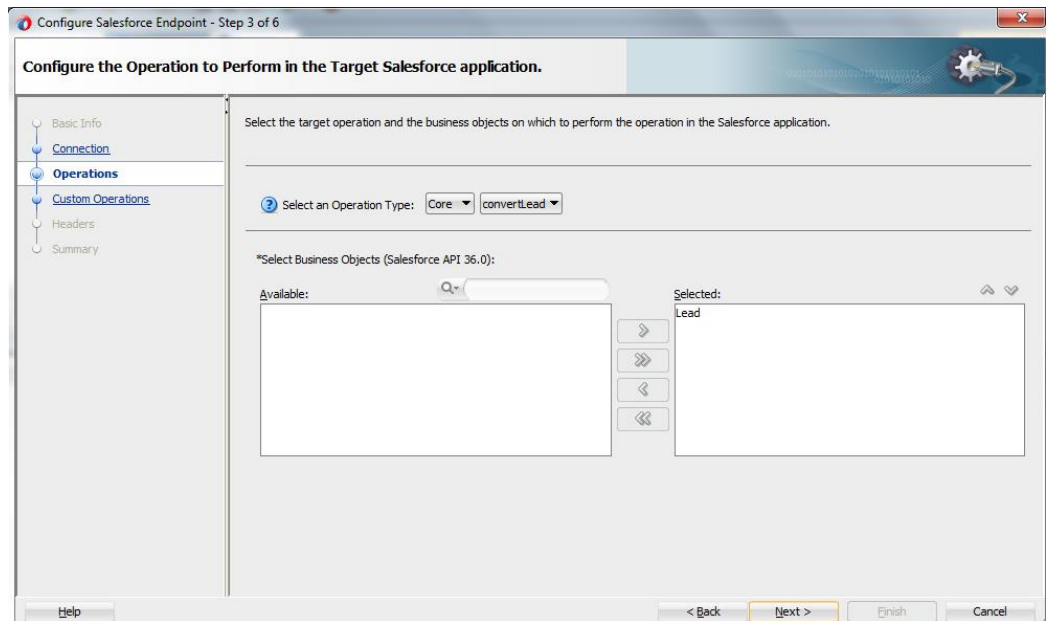 Configure Salesforce Endpoint - Step 3 of 6
Configure the Operation to Perform in the Target Salesforce application.
Basic Info
Connection
Operations
Custom Operations
Headers
Summary
Select the target operation and the business objects on which to perform the operation in the Salesforce application.
Select an Operation Type: Core convertLead
*Select Business Objects (Salesforce API 36.0):
Available:
Selected:
Lead
Help
< Back Next > Finish Cancel